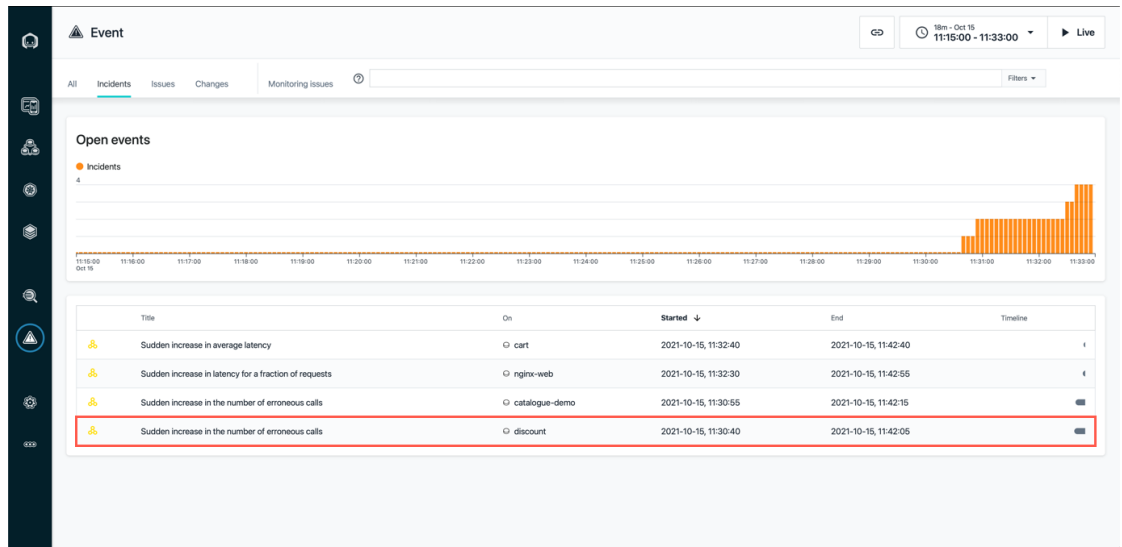 Event
18m - Oct 15
11:15:00 - 11:33:00
Live
All Incidents Issues Changes Monitoring issues
Filters
Open events
Incidents
4
11:15:00 11:16:00 11:17:00 11:18:00 11:19:00 11:20:00 11:21:00 11:22:00 11:23:00 11:24:00 11:25:00 11:26:00 11:27:00 11:28:00 11:29:00 11:30:00 11:31:00 11:32:00 11:33:00
Oct 15
Title On Started End Timeline
Sudden increase in average latency cart 2021-10-15, 11:32:40 2021-10-15, 11:42:40
Sudden increase in latency for a fraction of requests nginx-web 2021-10-15, 11:32:30 2021-10-15, 11:42:55
Sudden increase in the number of erroneous calls catalogue-demo 2021-10-15, 11:30:55 2021-10-15, 11:42:15
Sudden increase in the number of erroneous calls discount 2021-10-15, 11:30:40 2021-10-15, 11:42:05